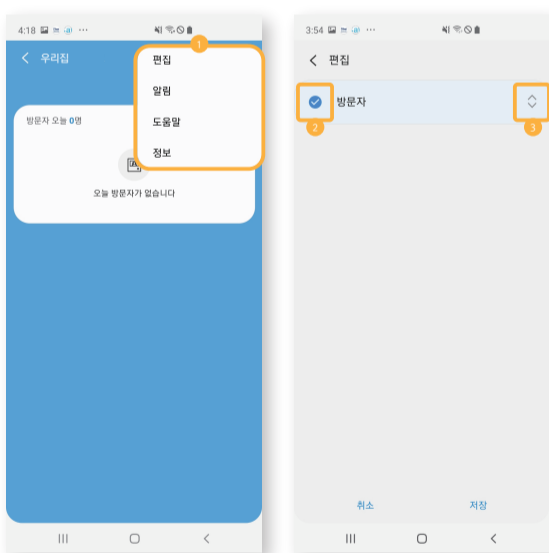 4:18
우리집
1
편집
알림
도움말
정보
방문자 오늘 0명
오늘 방문자가 없습니다
3:54
편집
방문자
2
3
취소
저장